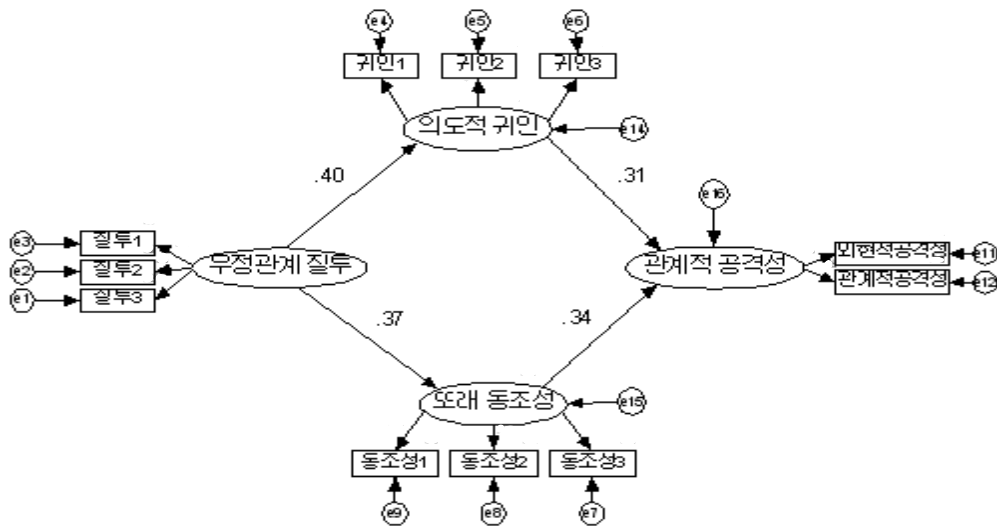 e4
e5
e6
귀인1
귀인2
귀인3
의도적 귀인
e14
.40
.31
e16
e3
질투1
e2
질투2
e1
질투3
우정관계 질투
관계적 공격성
외현적공격성
e11
관계적공격성
e12
.37
.34
또래 동조성
e15
동조성1
동조성2
동조성3
e9
e8
e7